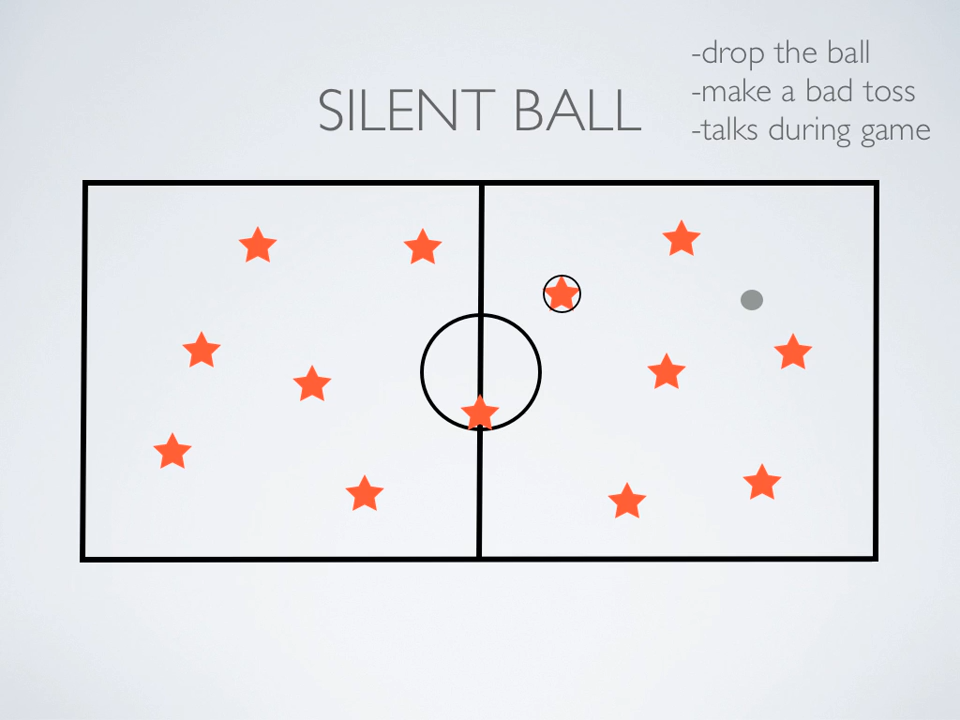 SILENT BALL
-drop the ball
-make a bad toss
-talks during game